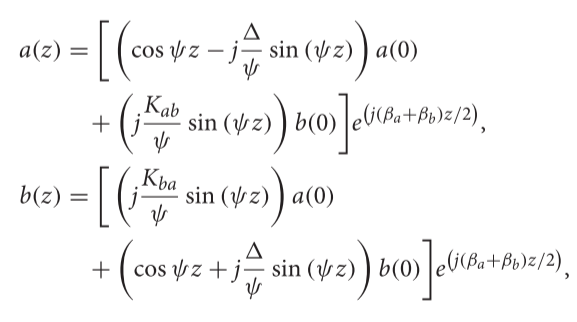 a(z) = [ ( cos ψz − j Δ/ψ sin (ψz) ) a(0)
+ ( j K_ab/ψ sin (ψz) ) b(0) ] e^(j(β_a+β_b)z/2),
b(z) = [ ( j K_ba/ψ sin (ψz) ) a(0)
+ ( cos ψz + j Δ/ψ sin (ψz) ) b(0) ] e^(j(β_a+β_b)z/2),